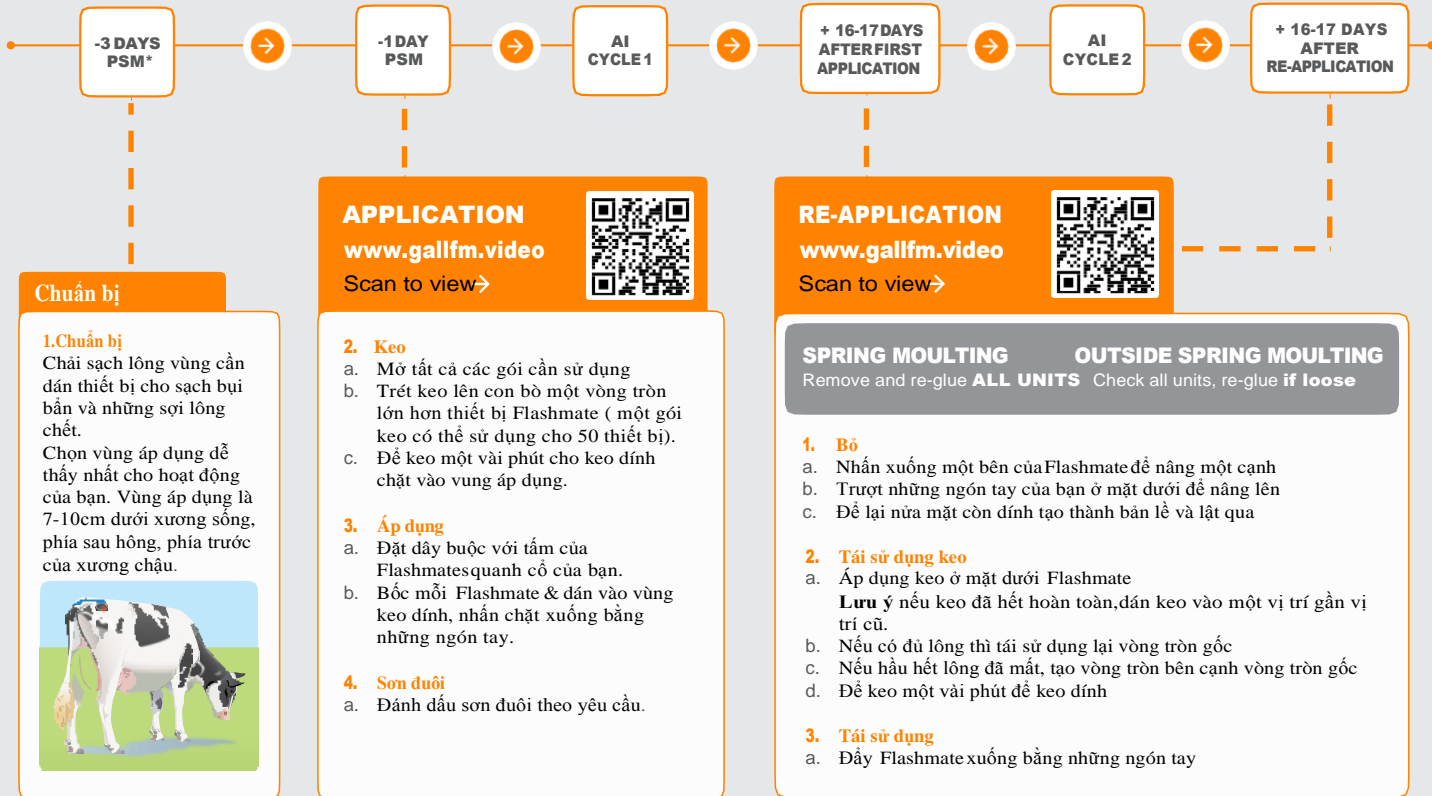 -3 DAYS
PSM*
-1 DAY
PSM
AI
CYCLE 1
+ 16-17 DAYS
AFTER FIRST
APPLICATION
AI
CYCLE 2
+ 16-17 DAYS
AFTER
RE-APPLICATION
Chuẩn bị
1.Chuẩn bị
Chải sạch lông vùng cần
dán thiết bị cho sạch bụi
bẩn và những sợi lông
chết.
Chọn vùng áp dụng dễ
thấy nhất cho hoạt động
của bạn. Vùng áp dụng là
7-10cm dưới xương sống,
phía sau hông, phía trước
của xương chậu.
APPLICATION
www.gallfm.video
Scan to view
2. Keo
a. Mở tất cả các gói cần sử dụng
b. Trét keo lên con bò một vòng tròn
lớn hơn thiết bị Flashmate ( một gói
keo có thể sử dụng cho 50 thiết bị).
c. Để keo một vài phút cho keo dính
chặt vào vung áp dụng.
3. Áp dụng
a. Đặt dây buộc với tấm của
Flashmatesquanh cổ của bạn.
b. Bốc mỗi Flashmate & dán vào vùng
keo dính, nhấn chặt xuống bằng
những ngón tay.
4. Sơn đuôi
a. Đánh dấu sơn đuôi theo yêu cầu.
RE-APPLICATION
www.gallfm.video
Scan to view
SPRING MOULTING
Remove and re-glue ALL UNITS
OUTSIDE SPRING MOULTING
Check all units, re-glue if loose
1. Bỏ
a. Nhấn xuống một bên của Flashmate để nâng một cạnh
b. Trượt những ngón tay của bạn ở mặt dưới để nâng lên
c. Để lại nửa mặt còn dính tạo thành bản lề và lật qua
2. Tái sử dụng keo
a. Áp dụng keo ở mặt dưới Flashmate
Lưu ý nếu keo đã hết hoàn toàn,dán keo vào một vị trí gần vị
trí cũ.
b. Nếu có đủ lông thì tái sử dụng lại vòng tròn gốc
c. Nếu hầu hết lông đã mất, tạo vòng tròn bên cạnh vòng tròn gốc
d. Để keo một vài phút để keo dính
3. Tái sử dụng
a. Đẩy Flashmate xuống bằng những ngón tay